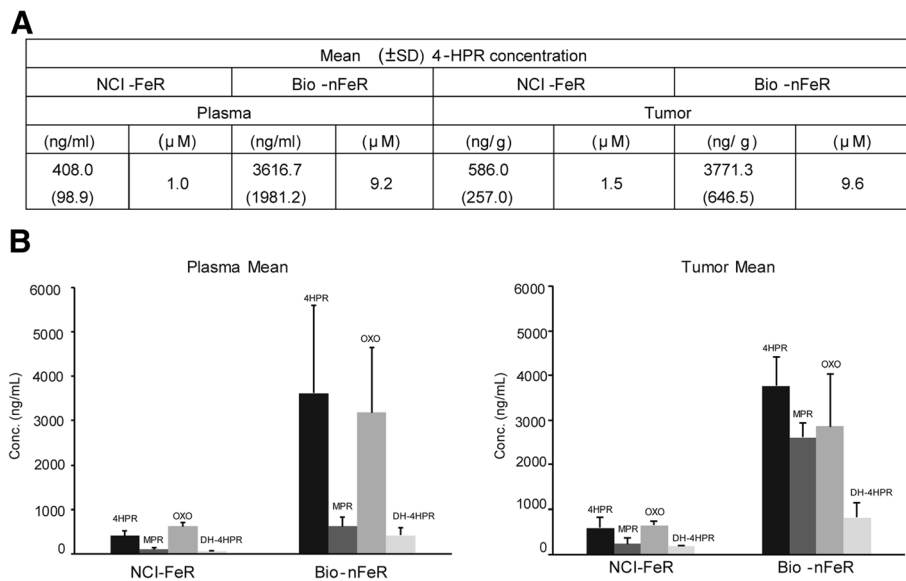 A
Mean (±SD) 4-HPR concentration
NCI -FeR Bio -nFeR NCI -FeR Bio -nFeR
Plasma Tumor
(ng/ml) (µ M) (ng/ml) (µ M) (ng/ g) (µ M) (ng/ g) (µ M)
408.0 3616.7 586.0 3771.3
1.0 9.2 1.5 9.6
(98.9) (1981.2) (257.0) (646.5)
B
Plasma Mean
Conc. (ng/mL)
6000
5000
4000
3000
2000
1000
0
4HPR
MPR
OXO
DH-4HPR
4HPR
MPR
OXO
DH-4HPR
NCI-FeR Bio-nFeR
Tumor Mean
Conc. (ng/mL)
6000
5000
4000
3000
2000
1000
0
4HPR
MPR
OXO
DH-4HPR
4HPR
MPR
OXO
DH-4HPR
NCI-FeR Bio-nFeR